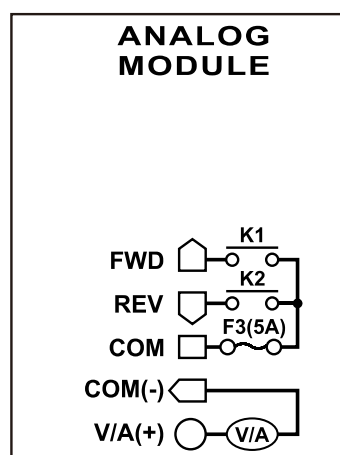 ANALOG
MODULE
K1
FWD
K2
REV
F3(5A)
COM
COM(-)
V/A(+)
V/A